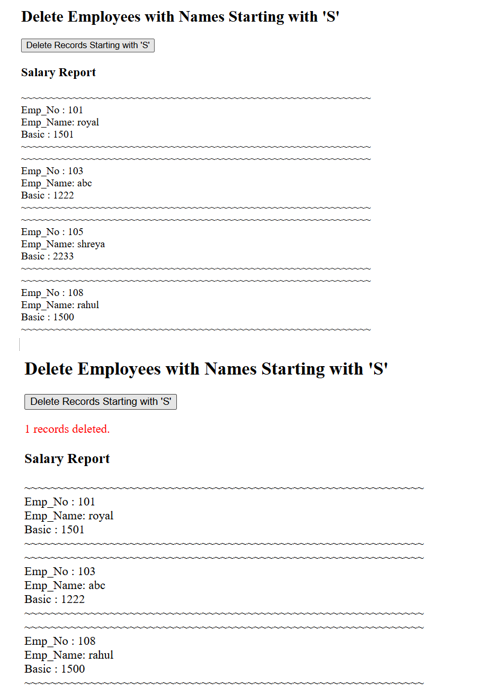 Delete Employees with Names Starting with 'S'
Delete Records Starting with 'S'
Salary Report
~~~~~~~~~~~~~~~~~~~~~~~~~~~~~~~~~~~~~~~~~~~~~~~~~~~~~~~~~~~~
Emp_No : 101
Emp_Name: royal
Basic : 1501
~~~~~~~~~~~~~~~~~~~~~~~~~~~~~~~~~~~~~~~~~~~~~~~~~~~~~~~~~~~~
~~~~~~~~~~~~~~~~~~~~~~~~~~~~~~~~~~~~~~~~~~~~~~~~~~~~~~~~~~~~
Emp_No : 103
Emp_Name: abc
Basic : 1222
~~~~~~~~~~~~~~~~~~~~~~~~~~~~~~~~~~~~~~~~~~~~~~~~~~~~~~~~~~~~
~~~~~~~~~~~~~~~~~~~~~~~~~~~~~~~~~~~~~~~~~~~~~~~~~~~~~~~~~~~~
Emp_No : 105
Emp_Name: shreya
Basic : 2233
~~~~~~~~~~~~~~~~~~~~~~~~~~~~~~~~~~~~~~~~~~~~~~~~~~~~~~~~~~~~
~~~~~~~~~~~~~~~~~~~~~~~~~~~~~~~~~~~~~~~~~~~~~~~~~~~~~~~~~~~~
Emp_No : 108
Emp_Name: rahul
Basic : 1500
~~~~~~~~~~~~~~~~~~~~~~~~~~~~~~~~~~~~~~~~~~~~~~~~~~~~~~~~~~~~
Delete Employees with Names Starting with 'S'
Delete Records Starting with 'S'
1 records deleted.
Salary Report
~~~~~~~~~~~~~~~~~~~~~~~~~~~~~~~~~~~~~~~~~~~~~~~~~~~~~~~~~~~~
Emp_No : 101
Emp_Name: royal
Basic : 1501
~~~~~~~~~~~~~~~~~~~~~~~~~~~~~~~~~~~~~~~~~~~~~~~~~~~~~~~~~~~~
~~~~~~~~~~~~~~~~~~~~~~~~~~~~~~~~~~~~~~~~~~~~~~~~~~~~~~~~~~~~
Emp_No : 103
Emp_Name: abc
Basic : 1222
~~~~~~~~~~~~~~~~~~~~~~~~~~~~~~~~~~~~~~~~~~~~~~~~~~~~~~~~~~~~
~~~~~~~~~~~~~~~~~~~~~~~~~~~~~~~~~~~~~~~~~~~~~~~~~~~~~~~~~~~~
Emp_No : 108
Emp_Name: rahul
Basic : 1500
~~~~~~~~~~~~~~~~~~~~~~~~~~~~~~~~~~~~~~~~~~~~~~~~~~~~~~~~~~~~